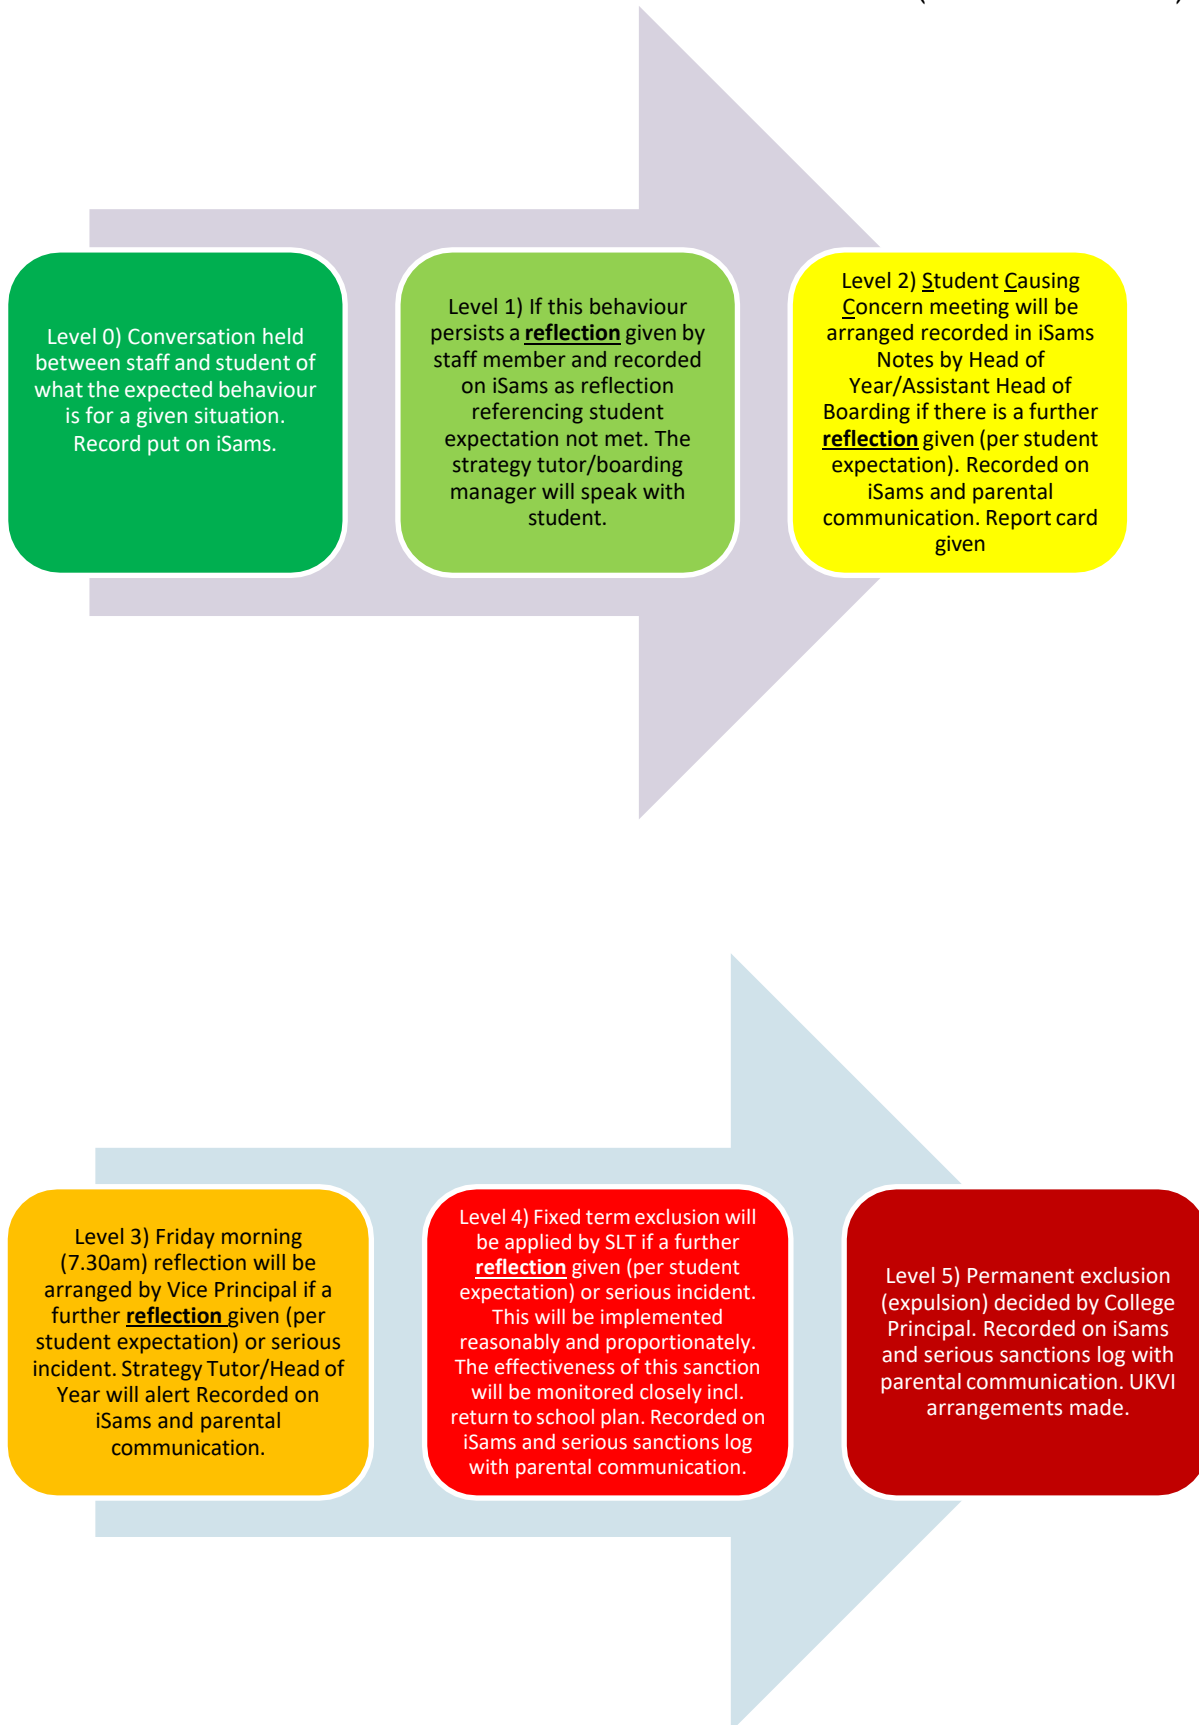 Level 0) Conversation held
between staff and student of
what the expected behaviour
is for a given situation.
Record put on iSams.
Level 1) If this behaviour
persists a reflection given by
staff member and recorded
on iSams as reflection
referencing student
expectation not met. The
strategy tutor/boarding
manager will speak with
student.
Level 2) Student Causing
Concern meeting will be
arranged recorded in iSams
Notes by Head of
Year/Assistant Head of
Boarding if there is a further
reflection given (per student
expectation). Recorded on
iSams and parental
communication. Report card
given
Level 3) Friday morning
(7.30am) reflection will be
arranged by Vice Principal if a
further reflection given (per
student expectation) or serious
incident. Strategy Tutor/Head of
Year will alert Recorded on
iSams and parental
communication.
Level 4) Fixed term exclusion will
be applied by SLT if a further
reflection given (per student
expectation) or serious incident.
This will be implemented
reasonably and proportionately.
The effectiveness of this sanction
will be monitored closely incl.
return to school plan. Recorded on
iSams and serious sanctions log
with parental communication.
Level 5) Permanent exclusion
(expulsion) decided by College
Principal. Recorded on iSams
and serious sanctions log with
parental communication. UKVI
arrangements made.